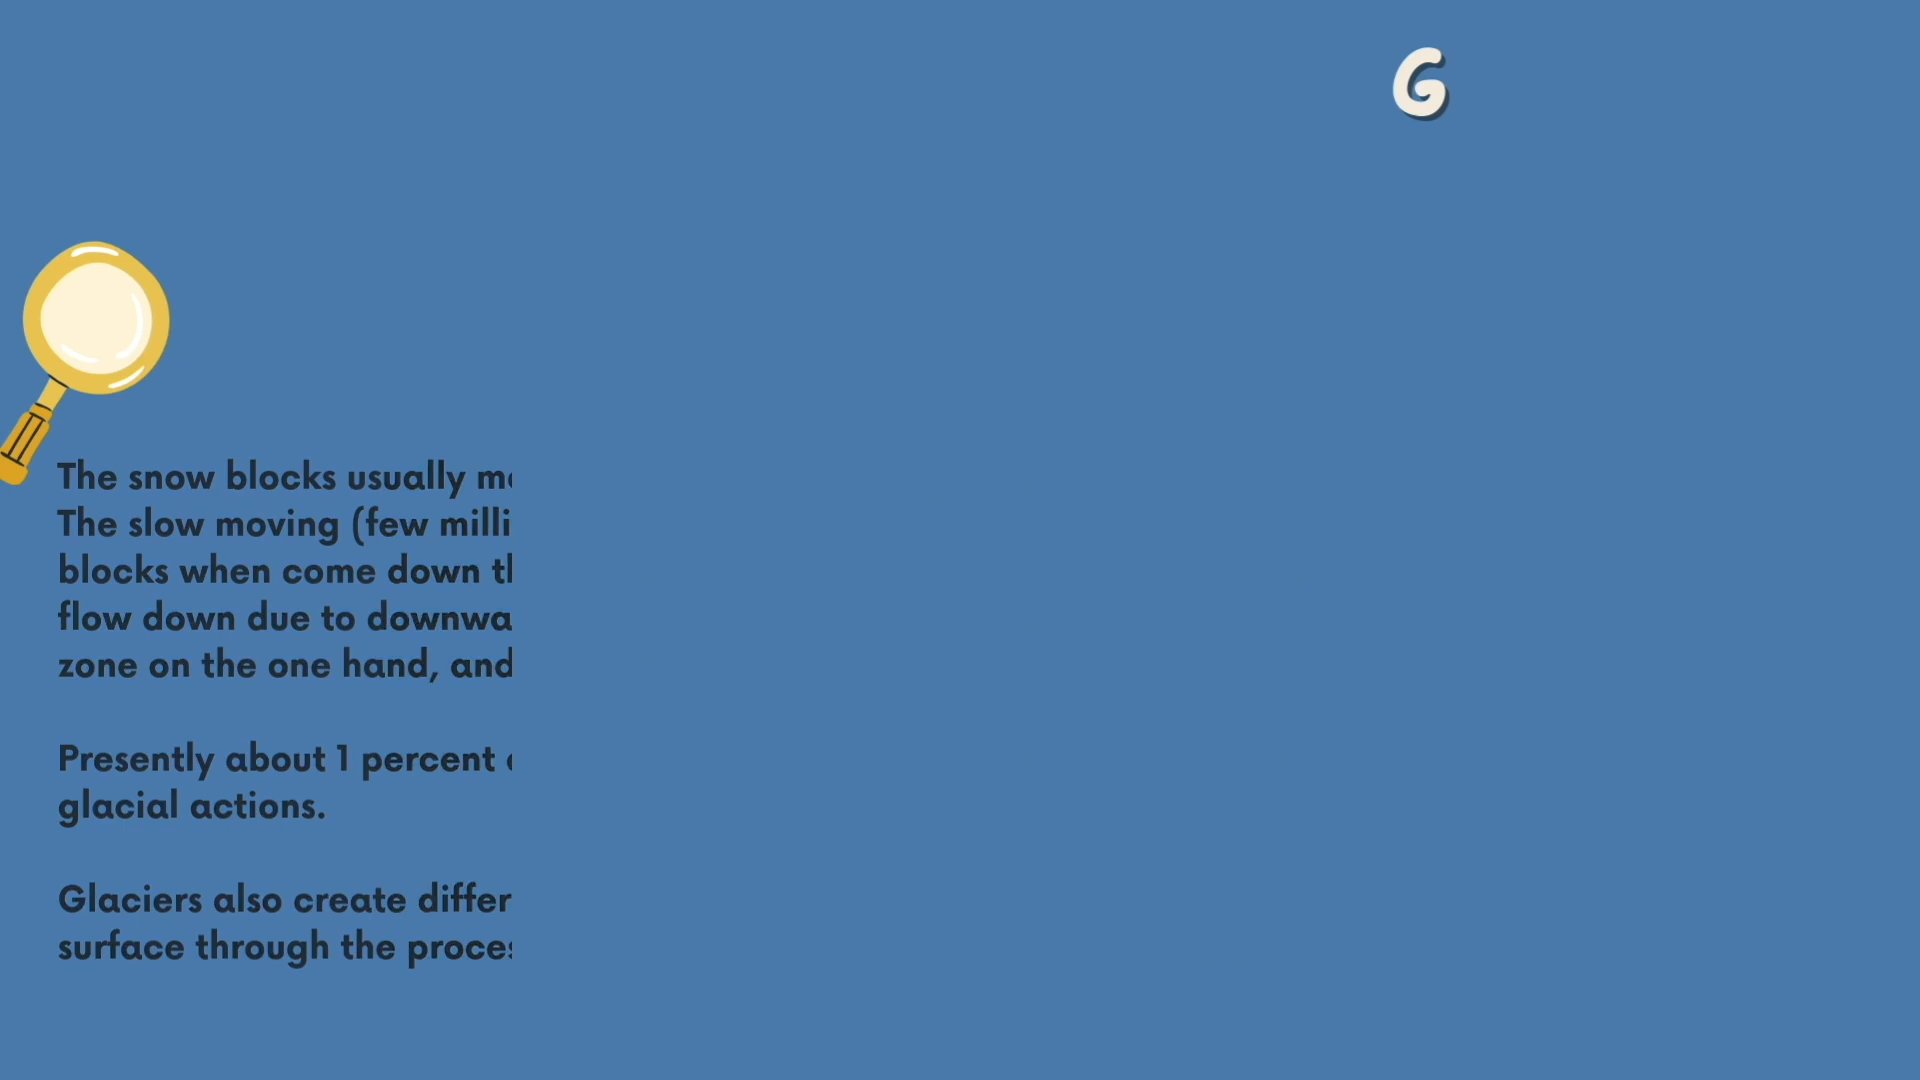 G
The snow blocks usually
The slow moving (few milli
blocks when come down
flow down due to downwa
zone on the one hand, and
Presently about 1 percent
glacial actions.
Glaciers also create differ
surface through the proces